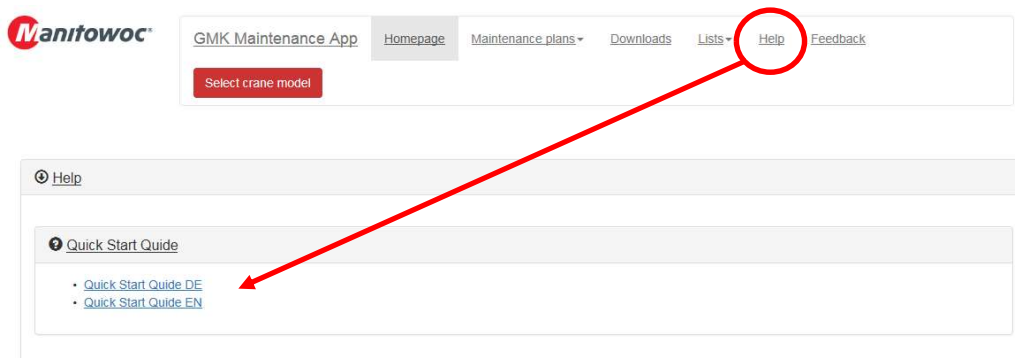 Manitowoc
GMK Maintenance App Homepage Maintenance plans Downloads Lists Help Feedback
Select crane model
Help
Quick Start Quide
• Quick Start Quide DE
• Quick Start Quide EN